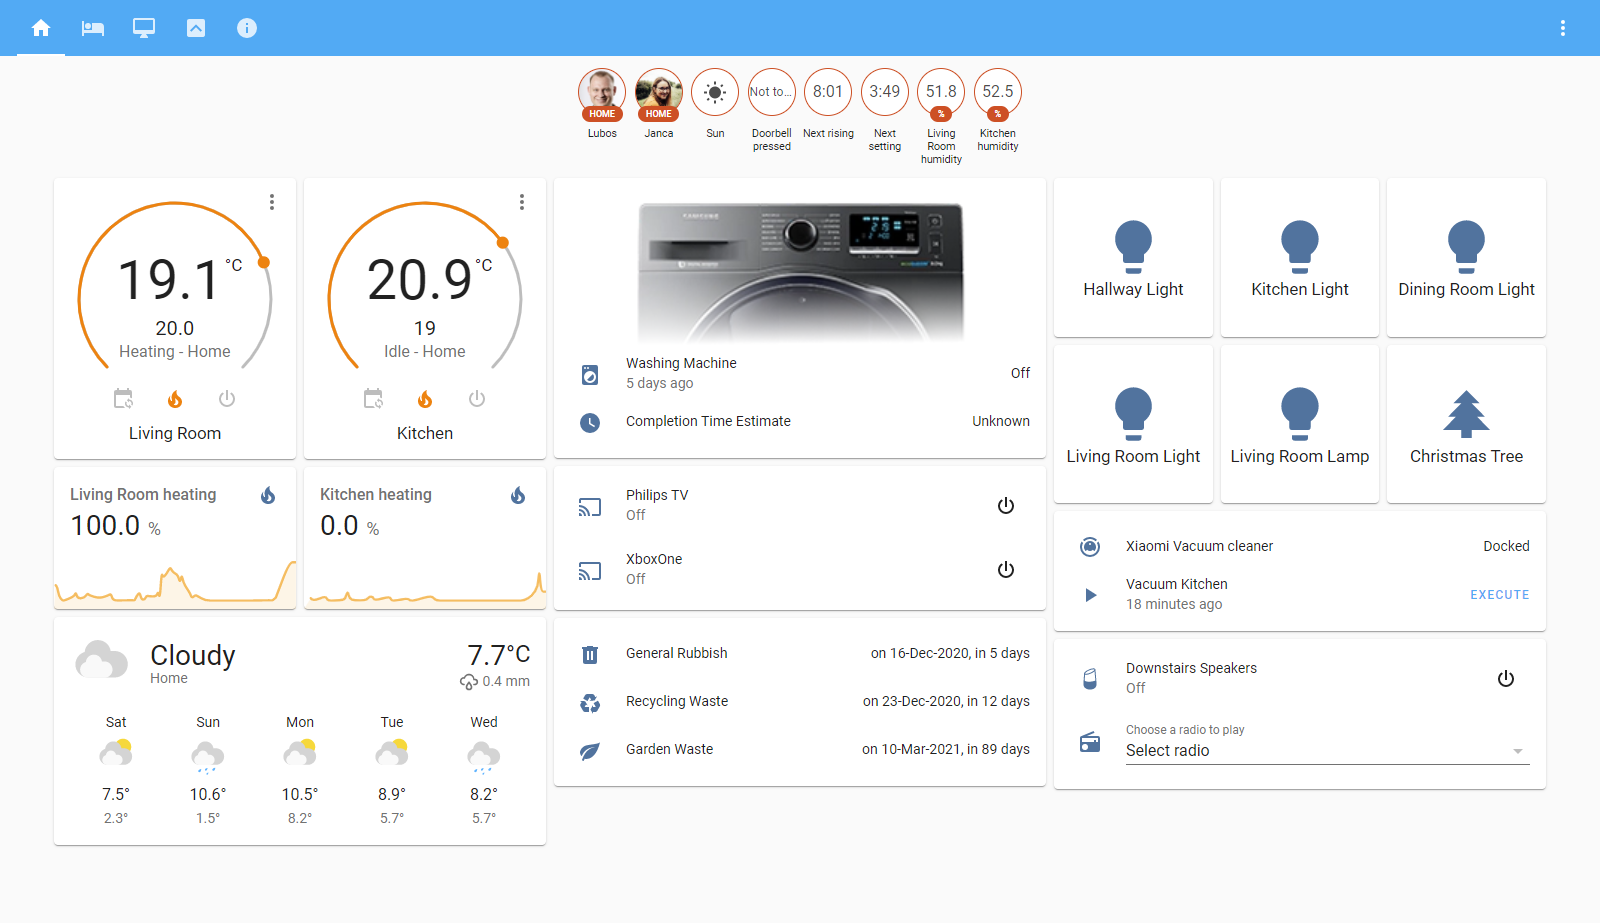 Not to...
8:01
3:49
51.8
52.5
HOME
HOME
%
%
Lubos
Janca
Sun
Doorbell
pressed
Next rising
Next
setting
Living
Room
humidity
Kitchen
humidity
19.1 °C
20.0
Heating - Home
Living Room
20.9 °C
19
Idle - Home
Kitchen
Living Room heating
100.0 %
Kitchen heating
0.0 %
Cloudy
Home
7.7°C
0.4 mm
Sat Sun Mon Tue Wed
7.5° 10.6° 10.5° 8.9° 8.2°
2.3° 1.5° 8.2° 5.7° 5.7°
SAMSUNG
Washing Machine
5 days ago
Off
Completion Time Estimate
Unknown
Philips TV
Off
XboxOne
Off
General Rubbish
on 16-Dec-2020, in 5 days
Recycling Waste
on 23-Dec-2020, in 12 days
Garden Waste
on 10-Mar-2021, in 89 days
Hallway Light
Kitchen Light
Dining Room Light
Living Room Light
Living Room Lamp
Christmas Tree
Xiaomi Vacuum cleaner
Docked
Vacuum Kitchen
18 minutes ago
EXECUTE
Downstairs Speakers
Off
Choose a radio to play
Select radio